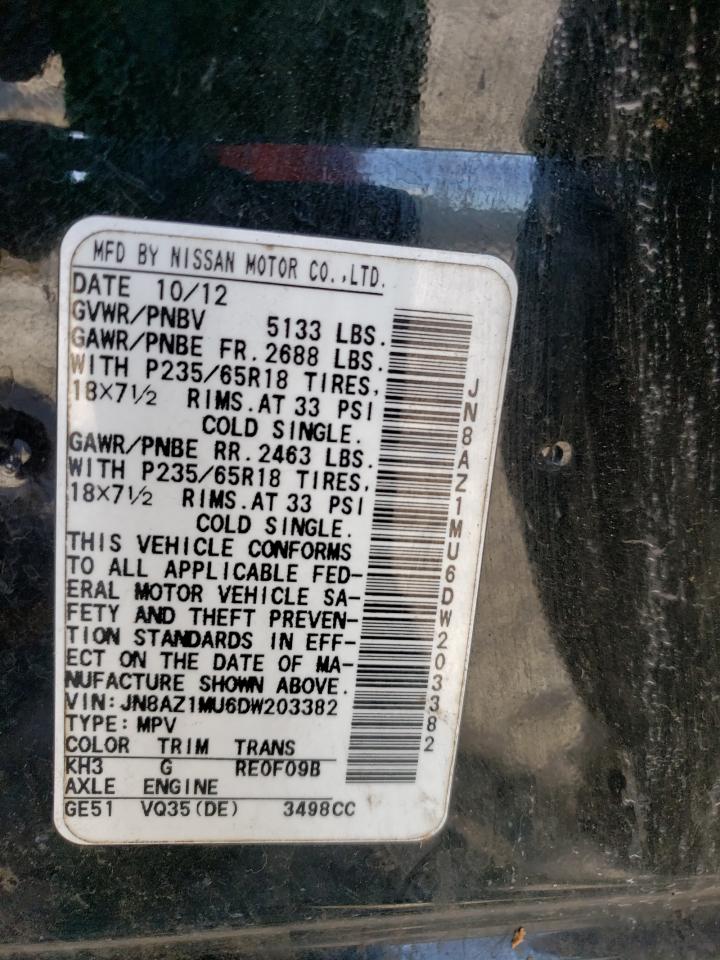 MFD BY NISSAN MOTOR CO.,LTD.
DATE 10/12
GVWR/PNBV 5133 LBS.
GAWR/PNBE FR. 2688 LBS.
WITH P235/65R18 TIRES,
18×7½ RIMS. AT 33 PSI
COLD SINGLE.
GAWR/PNBE RR. 2463 LBS.
WITH P235/65R18 TIRES,
18×7½ RIMS. AT 33 PSI
COLD SINGLE.
THIS VEHICLE CONFORMS
TO ALL APPLICABLE FED-
ERAL MOTOR VEHICLE SA-
FETY AND THEFT PREVEN-
TION STANDARDS IN EFF-
ECT ON THE DATE OF MA-
NUFACTURE SHOWN ABOVE.
VIN: JN8AZ1MU6DW203382
TYPE: MPV
COLOR TRIM TRANS
KH3 G RE0F09B
AXLE ENGINE
GE51 VQ35(DE) 3498CC
JN8AZ1MU6DW203382